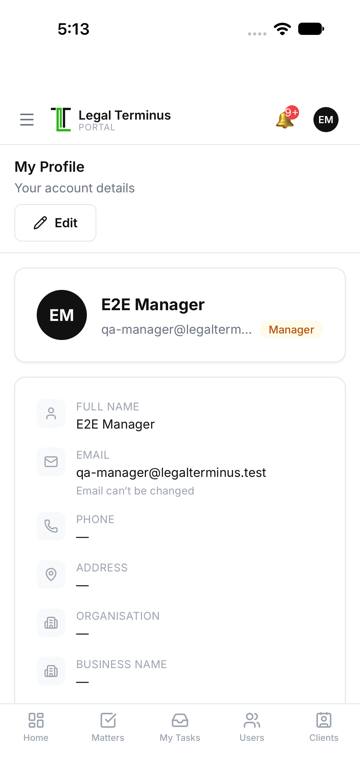 5:13
Legal Terminus
PORTAL
9+
EM
My Profile
Your account details
Edit
EM
E2E Manager
qa-manager@legalterm...
Manager
FULL NAME
E2E Manager
EMAIL
qa-manager@legalterminus.test
Email can't be changed
PHONE
—
ADDRESS
—
ORGANISATION
—
BUSINESS NAME
—
Home
Matters
My Tasks
Users
Clients